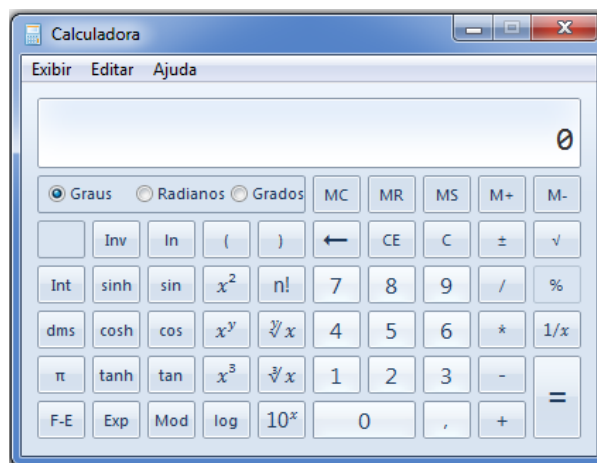 Calculadora
Exibir Editar Ajuda
0
Graus Radianos Grados MC MR MS M+ M-
Inv ln ( ) ← CE C ± √
Int sinh sin x² n! 7 8 9 / %
dms cosh cos xʸ ʸ√x 4 5 6 * 1/x
π tanh tan x³ ³√x 1 2 3 - =
F-E Exp Mod log 10ˣ 0 , +